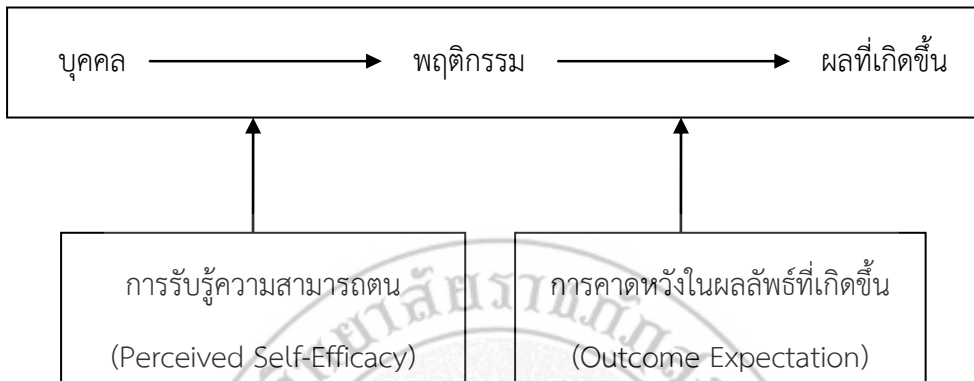 บุคคล พฤติกรรม ผลที่เกิดขึ้น
การรับรู้ความสามารถตน การคาดหวังในผลลัพธ์ที่เกิดขึ้น
(Perceived Self-Efficacy) (Outcome Expectation)